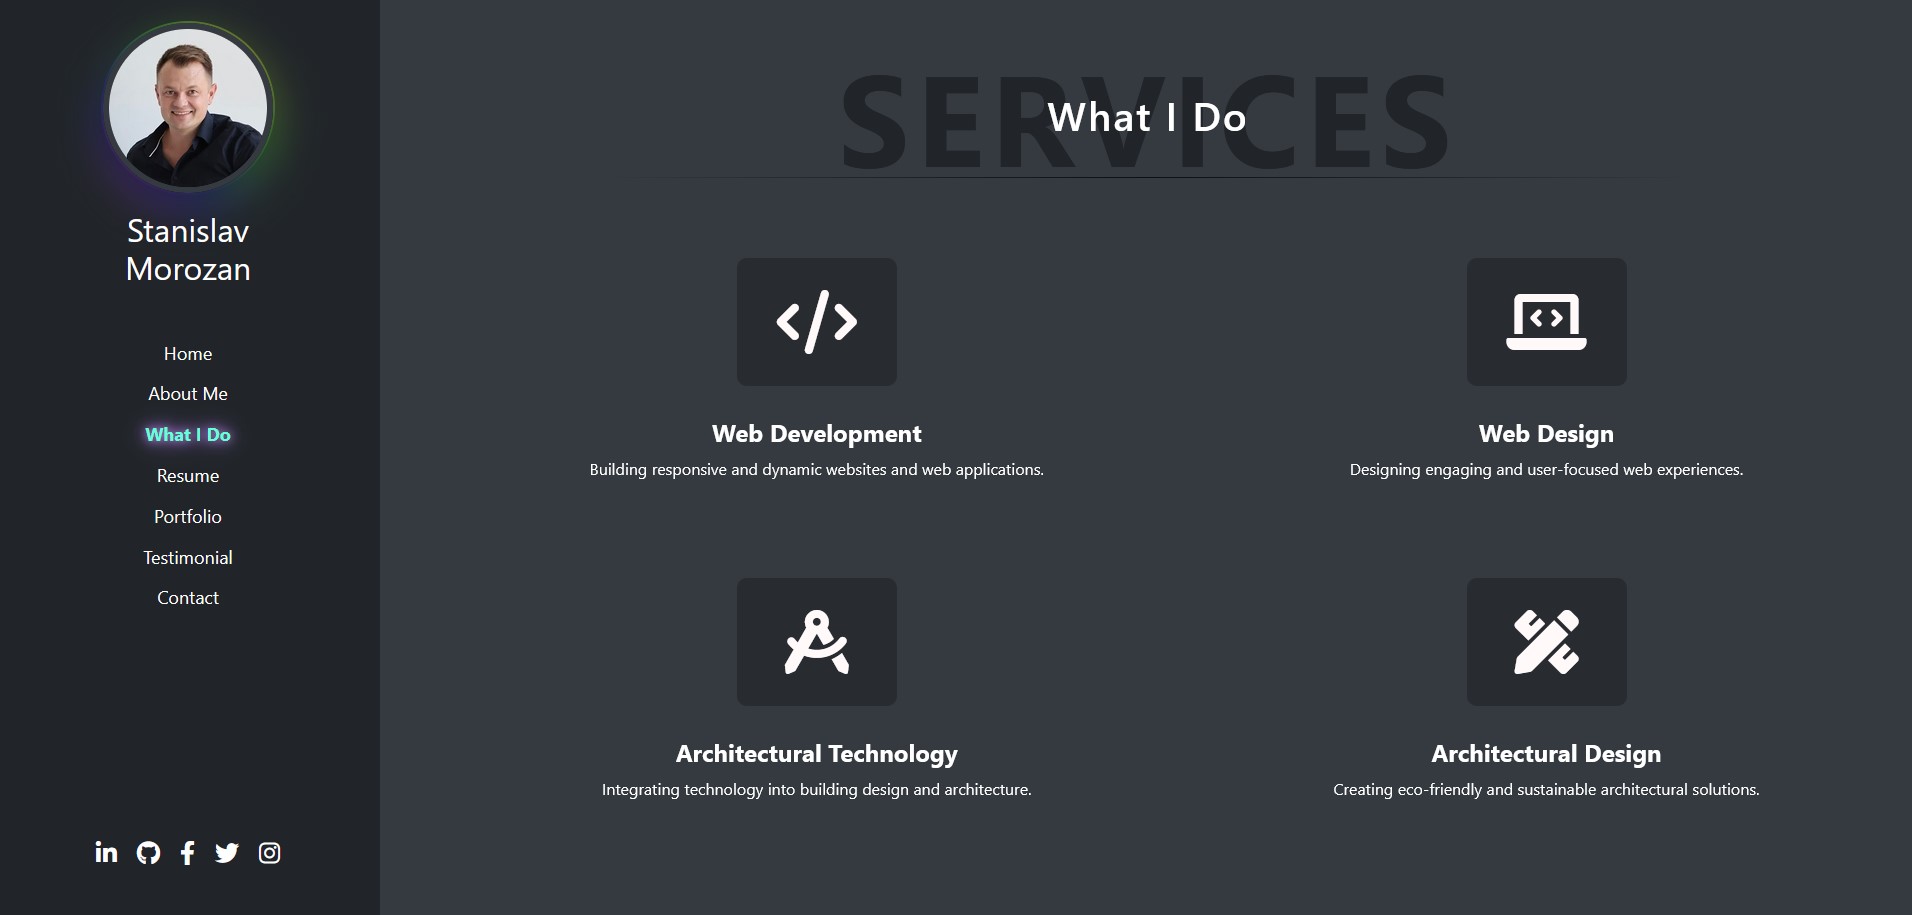 Stanislav
Morozan
Home
About Me
What I Do
Resume
Portfolio
Testimonial
Contact
SERVICES
What I Do
Web Development
Building responsive and dynamic websites and web applications.
Web Design
Designing engaging and user-focused web experiences.
Architectural Technology
Integrating technology into building design and architecture.
Architectural Design
Creating eco-friendly and sustainable architectural solutions.